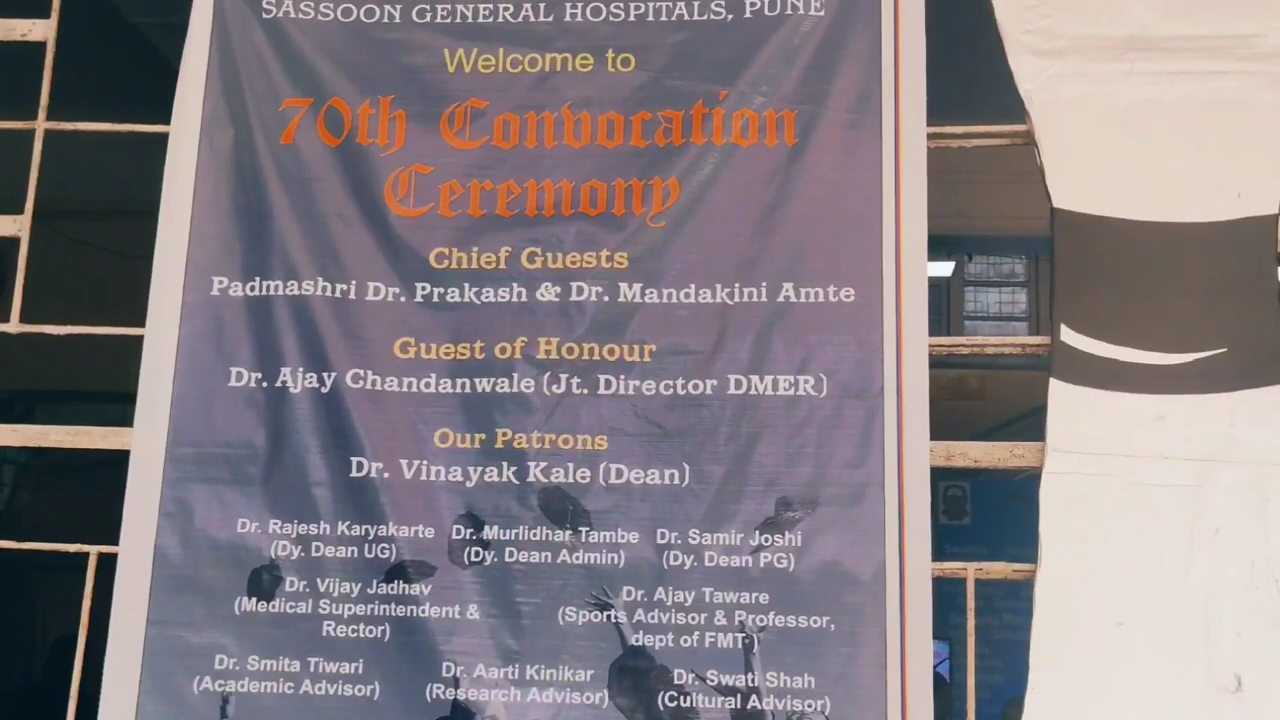 SASSOON GENERAL HOSPITALS, PUNE
Welcome to
70th Convocation
Ceremony
Chief Guests
Padmashri Dr. Prakash & Dr. Mandakini Amte
Guest of Honour
Dr. Ajay Chandanwale (Jt. Director DMER)
Our Patrons
Dr. Vinayak Kale (Dean)
Dr. Rajesh Karyakarte Dr. Murlidhar Tambe Dr. Samir Joshi
(Dy. Dean UG) (Dy. Dean Admin) (Dy. Dean PG)
Dr. Vijay Jadhav
(Medical Superintendent &
Rector)
Dr. Ajay Taware
(Sports Advisor & Professor,
dept of FMT )
Dr. Smita Tiwari
(Academic Advisor)
Dr. Aarti Kinikar
(Research Advisor)
Dr. Swati Shah
(Cultural Advisor)